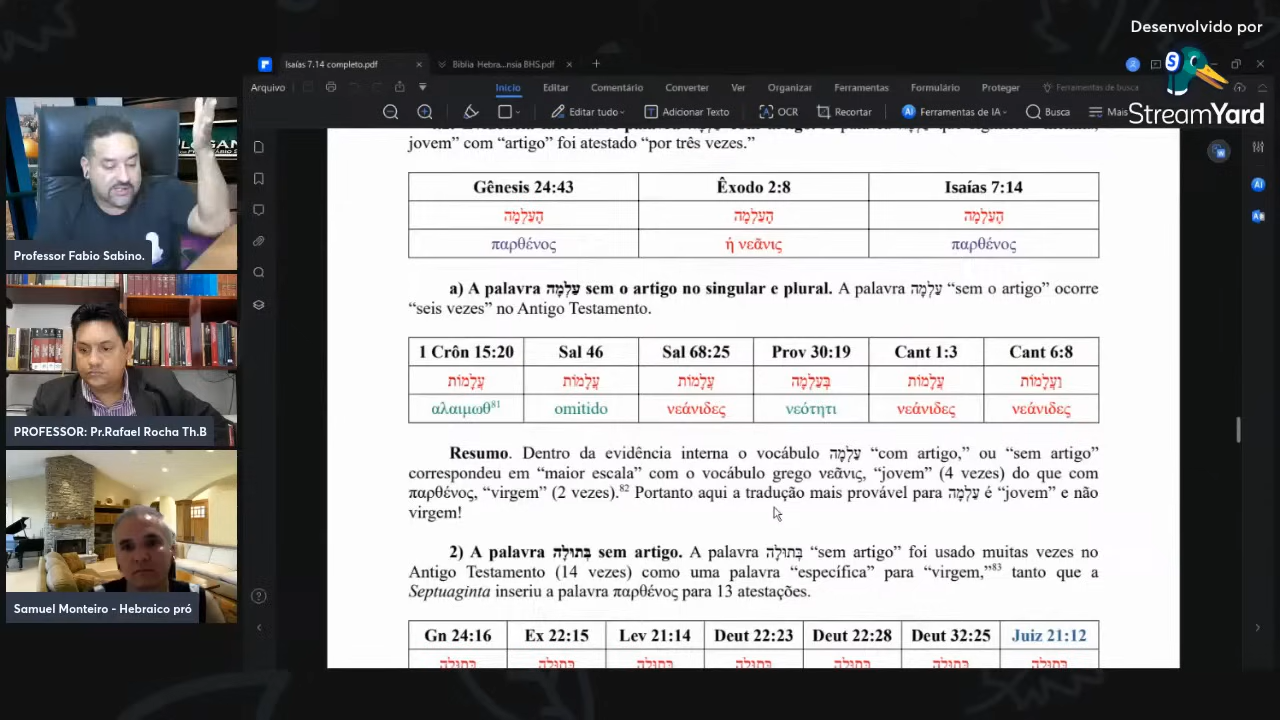 Desenvolvido por
StreamYard
Isaías 7.14 completo.pdf
Biblia Hebra...nsia BHS.pdf
Arquivo
Início
Editar
Comentário
Converter
Ver
Organizar
Ferramentas
Formulário
Proteger
Ferramentas de busca
Editar tudo
Adicionar Texto
OCR
Recortar
Ferramentas de IA
Busca
Mais
jovem” com “artigo” foi atestado “por três vezes.”
Gênesis 24:43 Êxodo 2:8 Isaías 7:14
הָעַלְמָה הָעַלְמָה הָעַלְמָה
παρθένος ἡ νεᾶνις παρθένος
a) A palavra עַלְמָה sem o artigo no singular e plural. A palavra עַלְמָה “sem o artigo” ocorre
“seis vezes” no Antigo Testamento.
1 Crôn 15:20 Sal 46 Sal 68:25 Prov 30:19 Cant 1:3 Cant 6:8
עֲלָמוֹת עֲלָמוֹת עֲלָמוֹת בְּעַלְמָה עֲלָמוֹת וַעֲלָמוֹת
αλαιμωθ81 omitido νεάνιδες νεότητι νεάνιδες νεάνιδες
Resumo. Dentro da evidência interna o vocábulo עַלְמָה “com artigo,” ou “sem artigo”
correspondeu em “maior escala” com o vocábulo grego νεᾶνις, “jovem” (4 vezes) do que com
παρθένος, “virgem” (2 vezes).82 Portanto aqui a tradução mais provável para עַלְמָה é “jovem” e não
virgem!
2) A palavra בְּתוּלָה sem artigo. A palavra בְּתוּלָה “sem artigo” foi usado muitas vezes no
Antigo Testamento (14 vezes) como uma palavra “específica” para “virgem,”83 tanto que a
Septuaginta inseriu a palavra παρθένος para 13 atestações.
Gn 24:16 Ex 22:15 Lev 21:14 Deut 22:23 Deut 22:28 Deut 32:25 Juiz 21:12
Professor Fabio Sabino.
PROFESSOR: Pr.Rafael Rocha Th.B
Samuel Monteiro - Hebraico pró